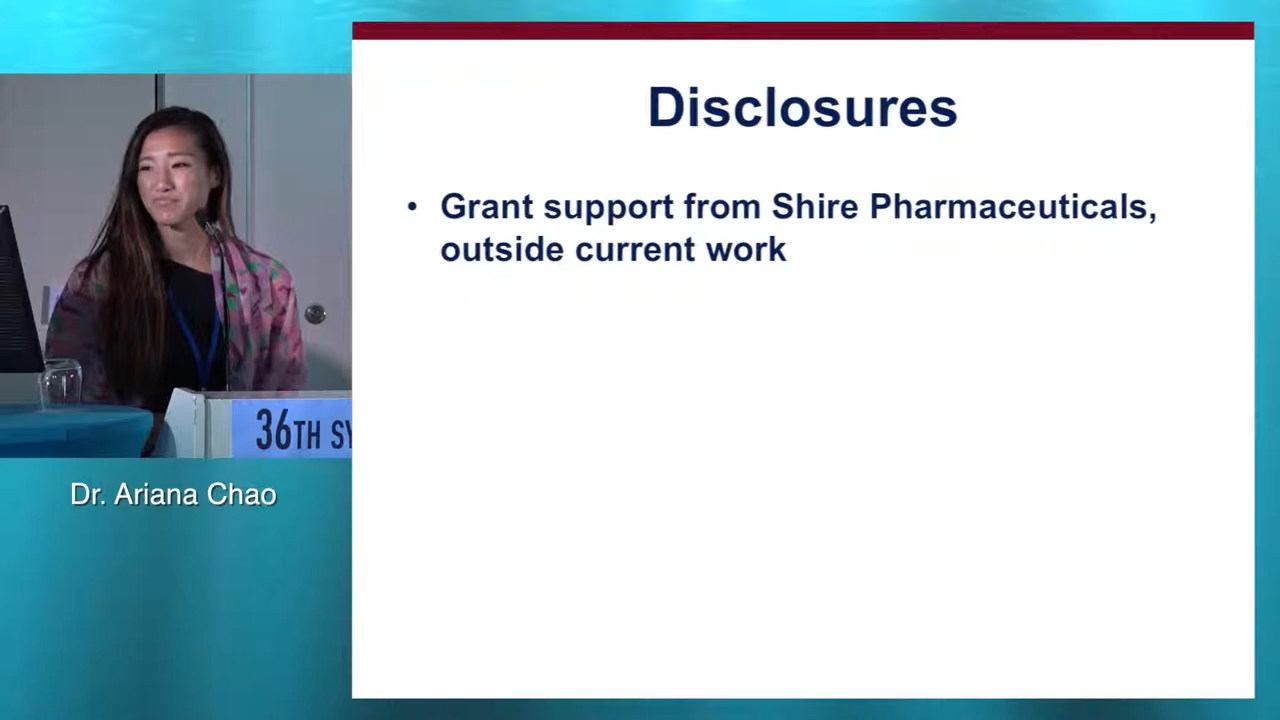 Disclosures
• Grant support from Shire Pharmaceuticals,
outside current work
36TH SY
Dr. Ariana Chao